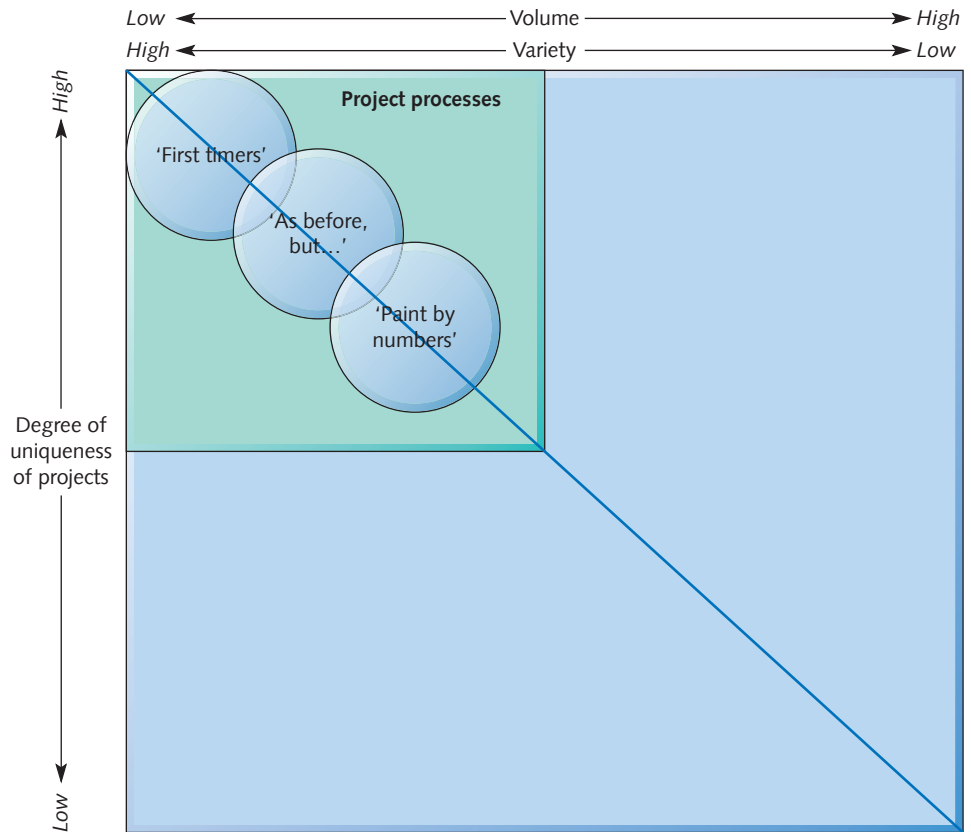 Low Volume High
High Variety Low
High
Project processes
‘First timers’
‘As before,
but…’
‘Paint by
numbers’
Degree of
uniqueness
of projects
Low